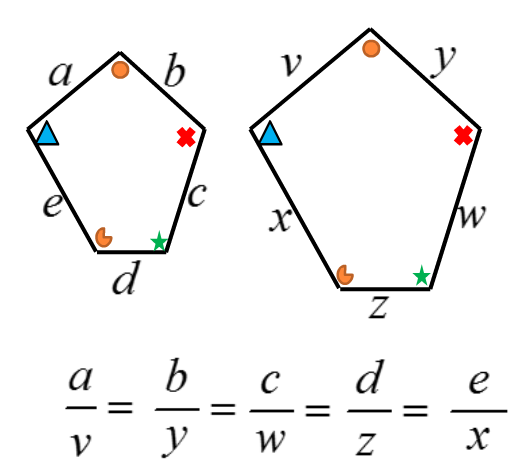 a b v y
e c x w
d z
a/v = b/y = c/w = d/z = e/x